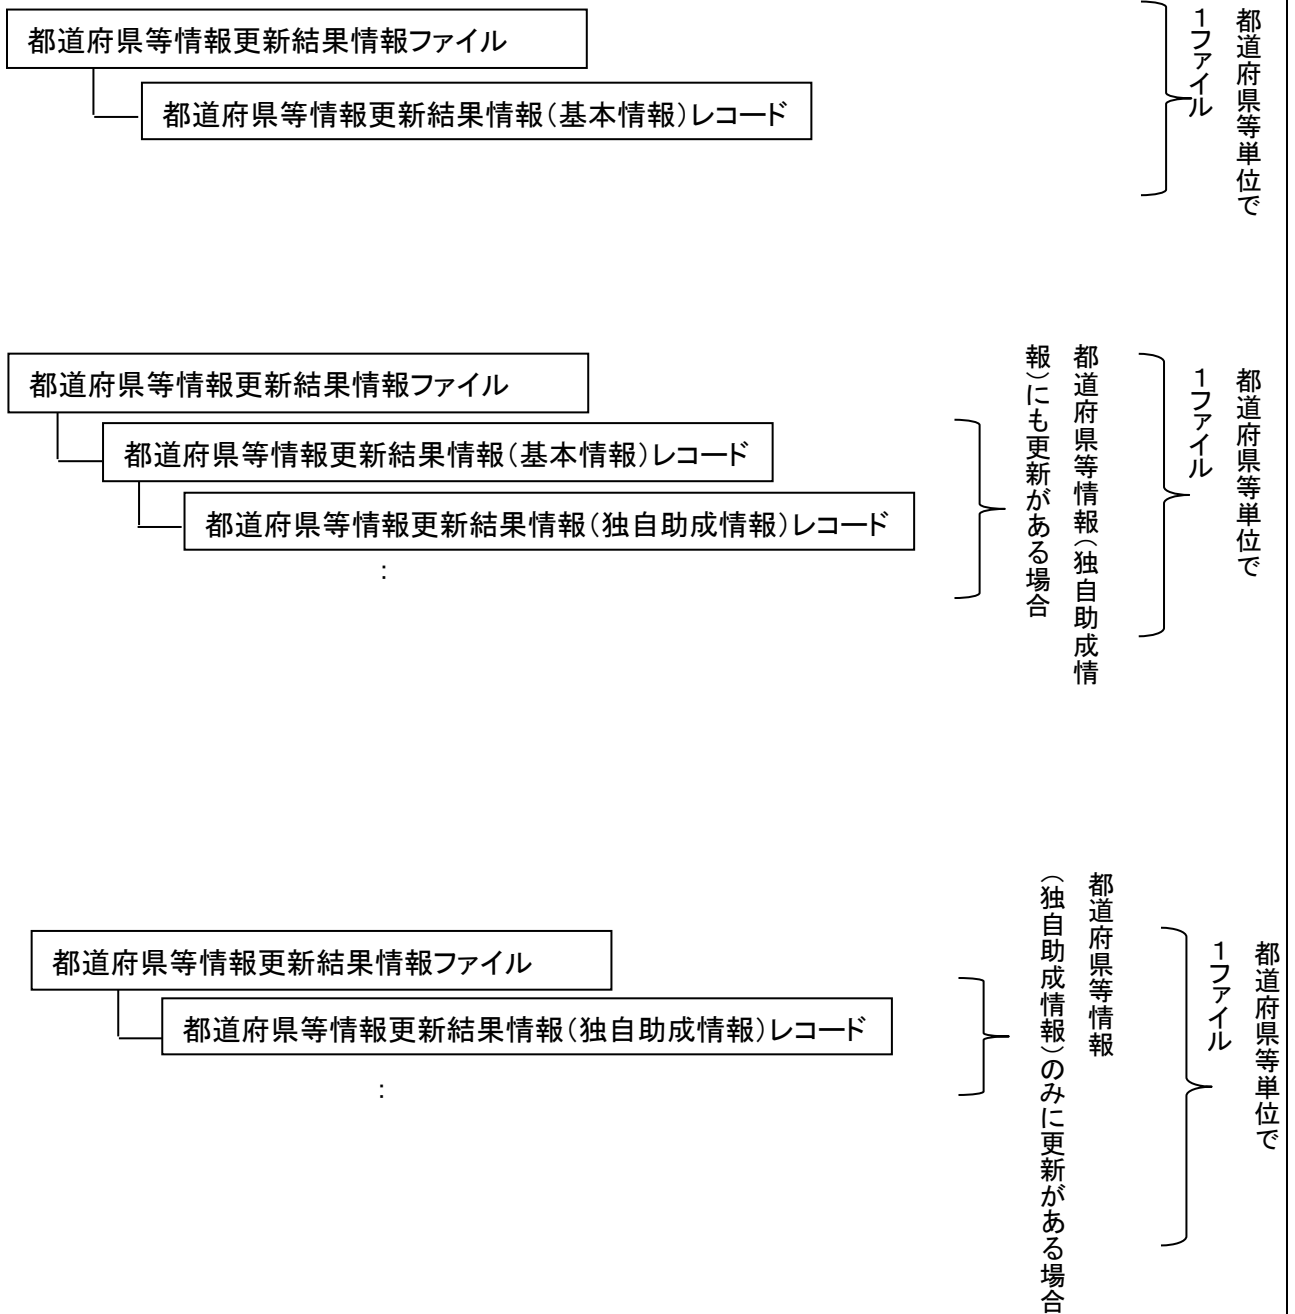 都道府県等情報更新結果情報ファイル
都道府県等情報更新結果情報（基本情報）レコード
都道府県等単位で
１ファイル
都道府県等情報更新結果情報ファイル
都道府県等情報更新結果情報（基本情報）レコード
都道府県等情報更新結果情報（独自助成情報）レコード
：
都道府県等情報（独自助成情
報）にも更新がある場合
都道府県等単位で
１ファイル
都道府県等情報更新結果情報ファイル
都道府県等情報更新結果情報（独自助成情報）レコード
：
都道府県等情報
（独自助成情報）のみに更新がある場合
都道府県等単位で
１ファイル